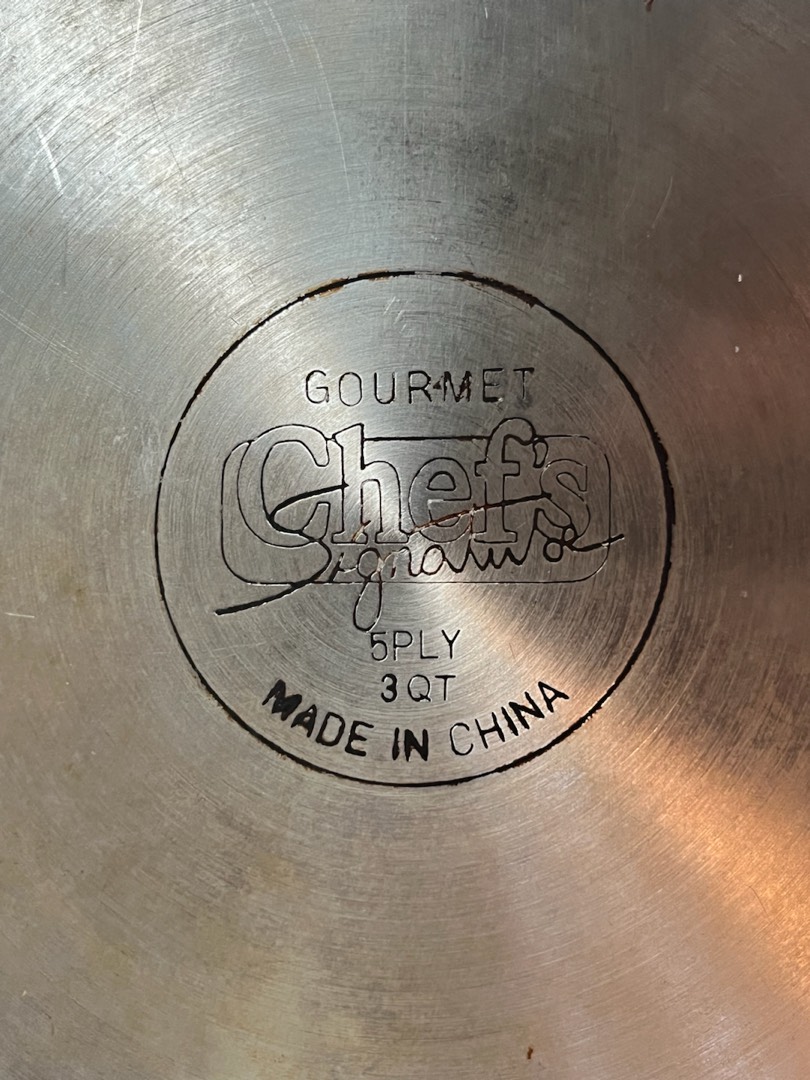 GOURMET
Chef's
Signature
5PLY
3QT
MADE IN CHINA